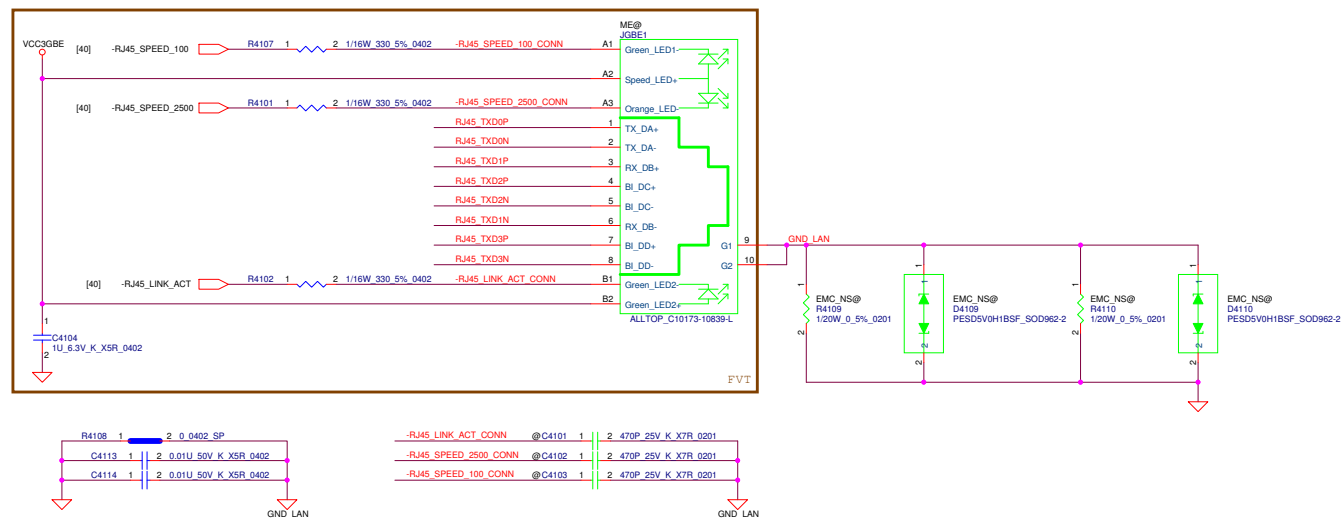 ME@
JGBE1
VCC3GBE
[40] -RJ45_SPEED_100 R4107 1 2 1/16W_330_5%_0402 -RJ45_SPEED_100_CONN A1 Green_LED1-
A2 Speed_LED+
[40] -RJ45_SPEED_2500 R4101 1 2 1/16W_330_5%_0402 -RJ45_SPEED_2500_CONN A3 Orange_LED-
RJ45_TXD0P 1 TX_DA+
RJ45_TXD0N 2 TX_DA-
RJ45_TXD1P 3 RX_DB+
RJ45_TXD2P 4 BI_DC+
RJ45_TXD2N 5 BI_DC-
RJ45_TXD1N 6 RX_DB-
RJ45_TXD3P 7 BI_DD+ G1 9 GND_LAN
RJ45_TXD3N 8 BI_DD- G2 10
[40] -RJ45_LINK_ACT R4102 1 2 1/16W_330_5%_0402 -RJ45_LINK_ACT_CONN B1 Green_LED2-
B2 Green_LED2+
ALLTOP_C10173-10839-L
1
C4104
1U_6.3V_K_X5R_0402
2
FVT
1 EMC_NS@
R4109
1/20W_0_5%_0201
2
1 1 EMC_NS@
D4109
PESD5V0H1BSF_SOD962-2
2 2
1 EMC_NS@
R4110
1/20W_0_5%_0201
2
1 1 EMC_NS@
D4110
PESD5V0H1BSF_SOD962-2
2 2
R4108 1 2 0_0402_SP
C4113 1 2 0.01U_50V_K_X5R_0402
C4114 1 2 0.01U_50V_K_X5R_0402
GND_LAN
-RJ45_LINK_ACT_CONN @C4101 1 2 470P_25V_K_X7R_0201
-RJ45_SPEED_2500_CONN @C4102 1 2 470P_25V_K_X7R_0201
-RJ45_SPEED_100_CONN @C4103 1 2 470P_25V_K_X7R_0201
GND_LAN